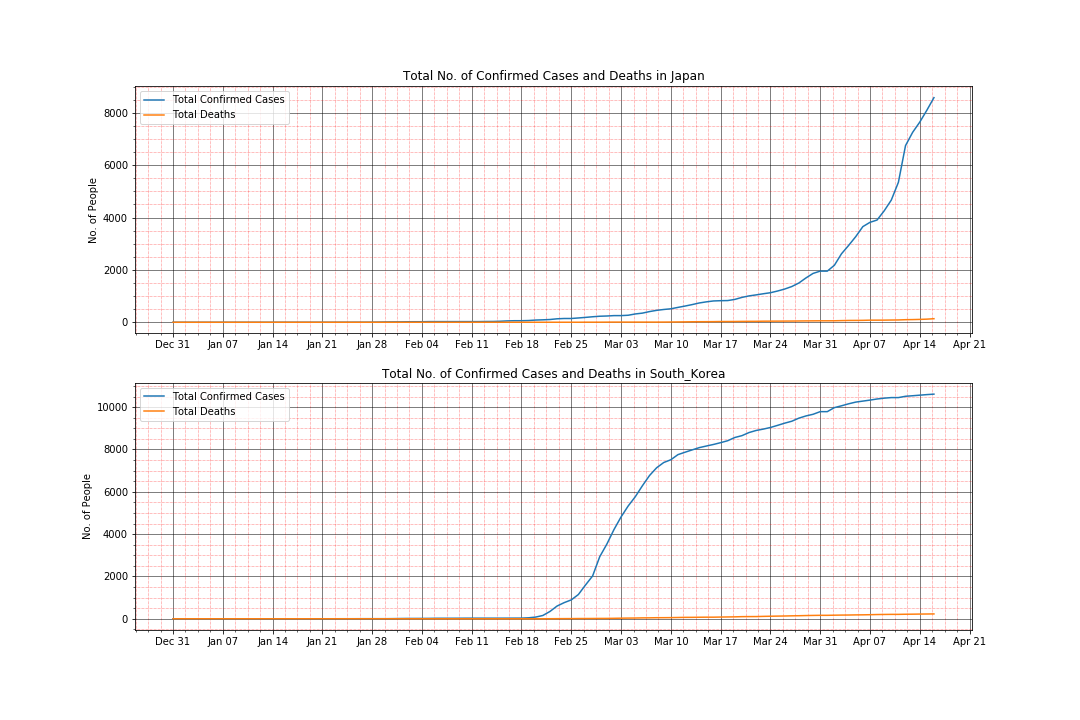 Total No. of Confirmed Cases and Deaths in Japan
Total Confirmed Cases
Total Deaths
No. of People
8000
6000
4000
2000
0
Dec 31 Jan 07 Jan 14 Jan 21 Jan 28 Feb 04 Feb 11 Feb 18 Feb 25 Mar 03 Mar 10 Mar 17 Mar 24 Mar 31 Apr 07 Apr 14 Apr 21
Total No. of Confirmed Cases and Deaths in South_Korea
Total Confirmed Cases
Total Deaths
No. of People
10000
8000
6000
4000
2000
0
Dec 31 Jan 07 Jan 14 Jan 21 Jan 28 Feb 04 Feb 11 Feb 18 Feb 25 Mar 03 Mar 10 Mar 17 Mar 24 Mar 31 Apr 07 Apr 14 Apr 21